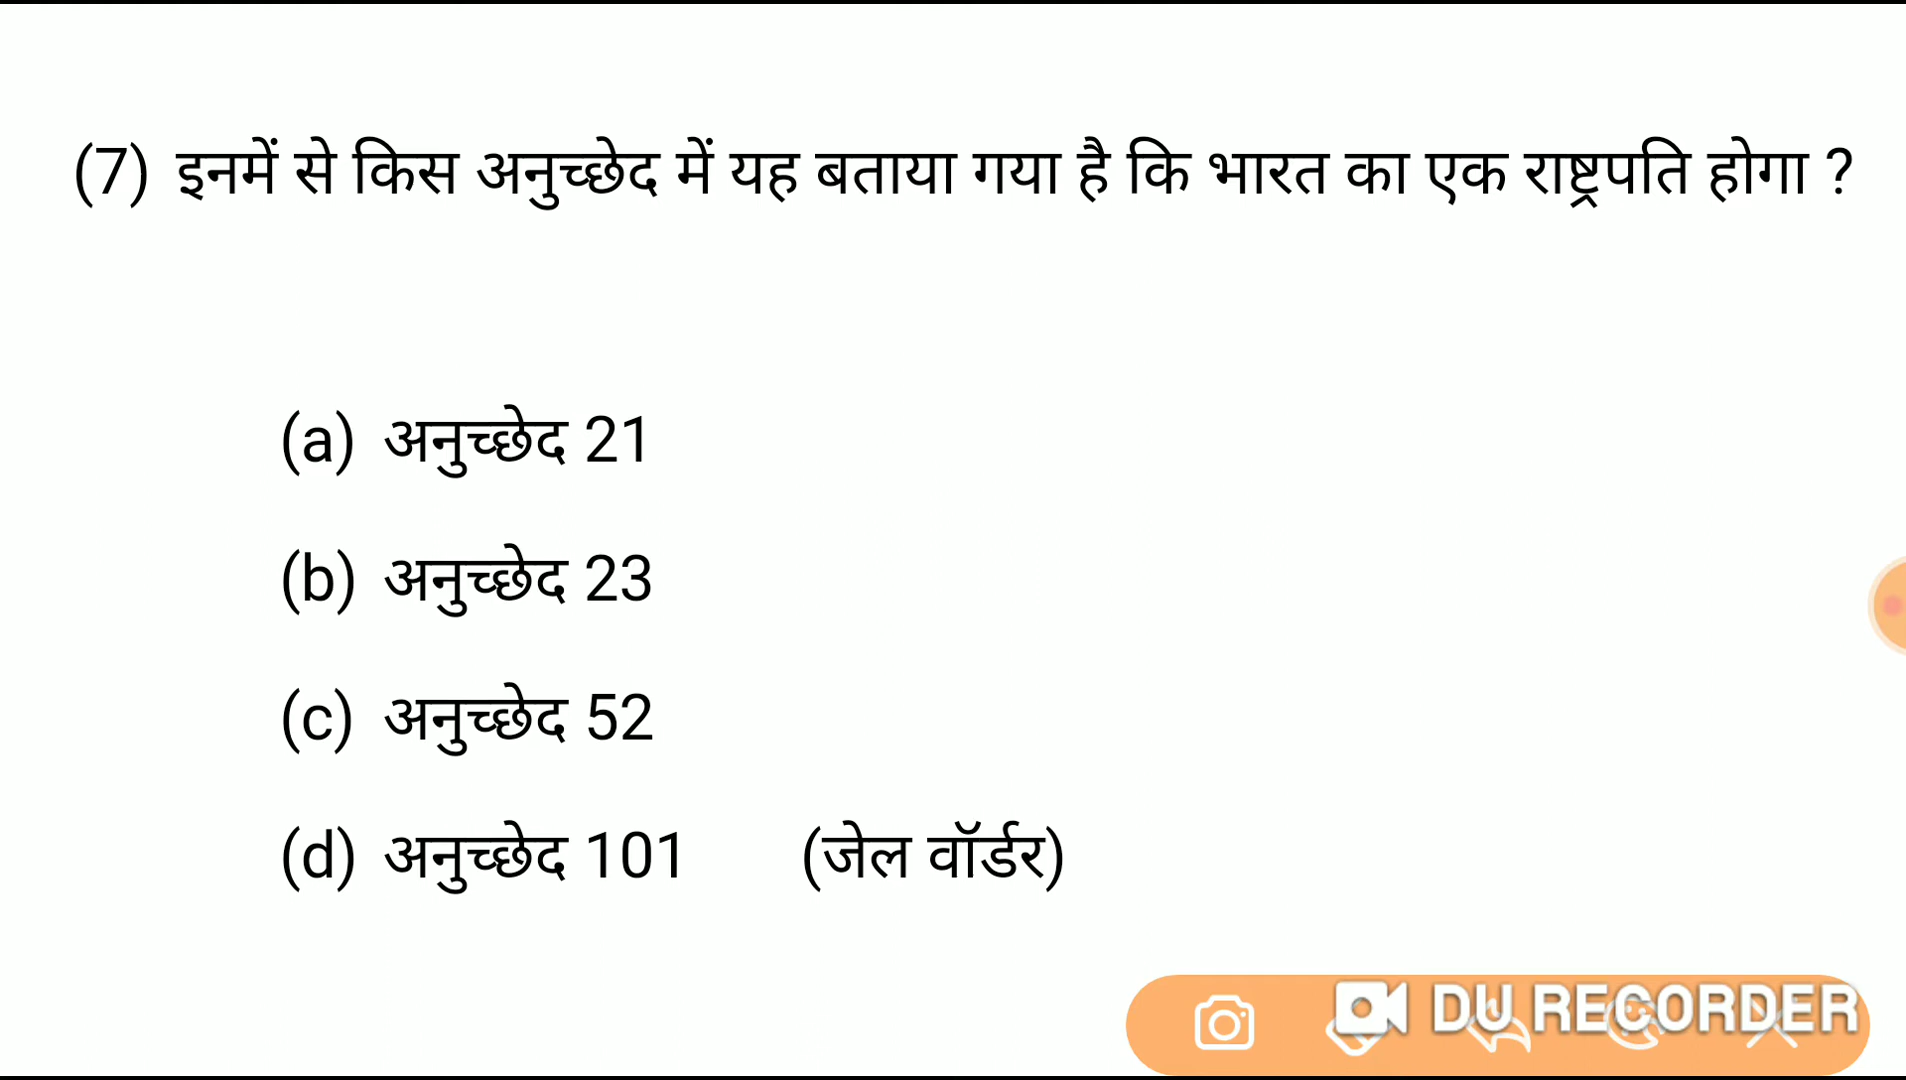 (7) इनमें से किस अनुच्छेद में यह बताया गया है कि भारत का एक राष्ट्रपति होगा ?
(a) अनुच्छेद 21
(b) अनुच्छेद 23
(c) अनुच्छेद 52
(d) अनुच्छेद 101 (जेल वॉर्डर)
DU RECORDER